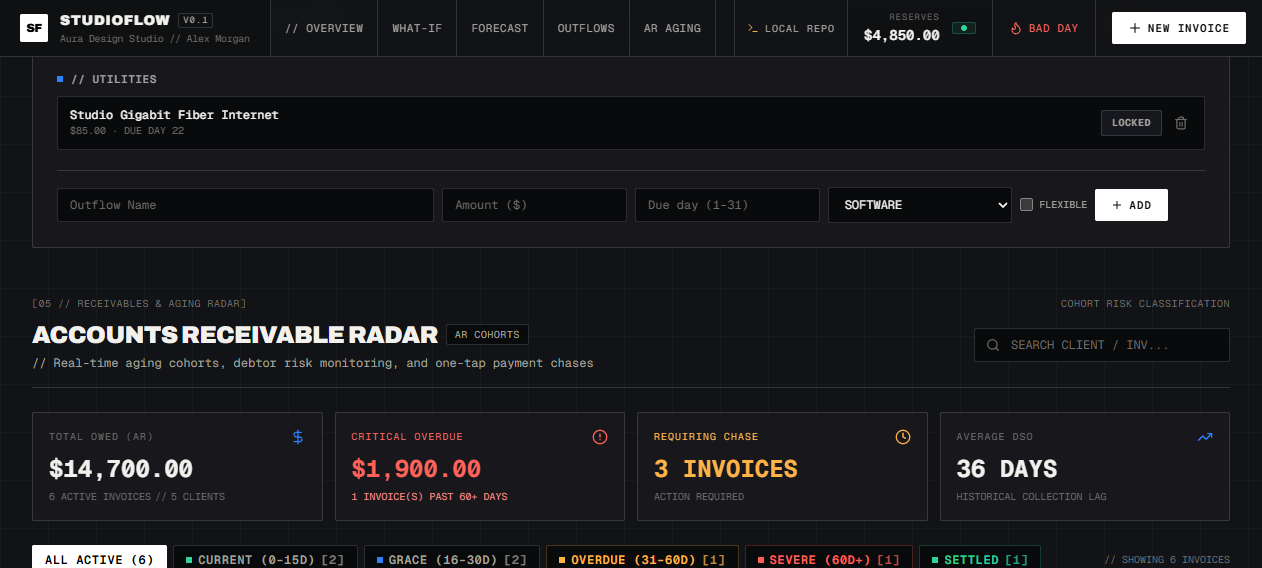 SF
STUDIOFLOW V0.1
Aura Design Studio // Alex Morgan
// OVERVIEW
WHAT-IF
FORECAST
OUTFLOWS
AR AGING
>_ LOCAL REPO
RESERVES
$4,850.00
BAD DAY
+ NEW INVOICE
// UTILITIES
Studio Gigabit Fiber Internet
$85.00 · DUE DAY 22
LOCKED
Outflow Name
Amount ($)
Due day (1-31)
SOFTWARE
FLEXIBLE
+ ADD
[05 // RECEIVABLES & AGING RADAR]
COHORT RISK CLASSIFICATION
ACCOUNTS RECEIVABLE RADAR AR COHORTS
SEARCH CLIENT / INV...
// Real-time aging cohorts, debtor risk monitoring, and one-tap payment chases
TOTAL OWED (AR)
$14,700.00
6 ACTIVE INVOICES // 5 CLIENTS
CRITICAL OVERDUE
$1,900.00
1 INVOICE(S) PAST 60+ DAYS
REQUIRING CHASE
3 INVOICES
ACTION REQUIRED
AVERAGE DSO
36 DAYS
HISTORICAL COLLECTION LAG
ALL ACTIVE (6)
CURRENT (0-15D) [2]
GRACE (16-30D) [2]
OVERDUE (31-60D) [1]
SEVERE (60D+) [1]
SETTLED [1]
// SHOWING 6 INVOICES